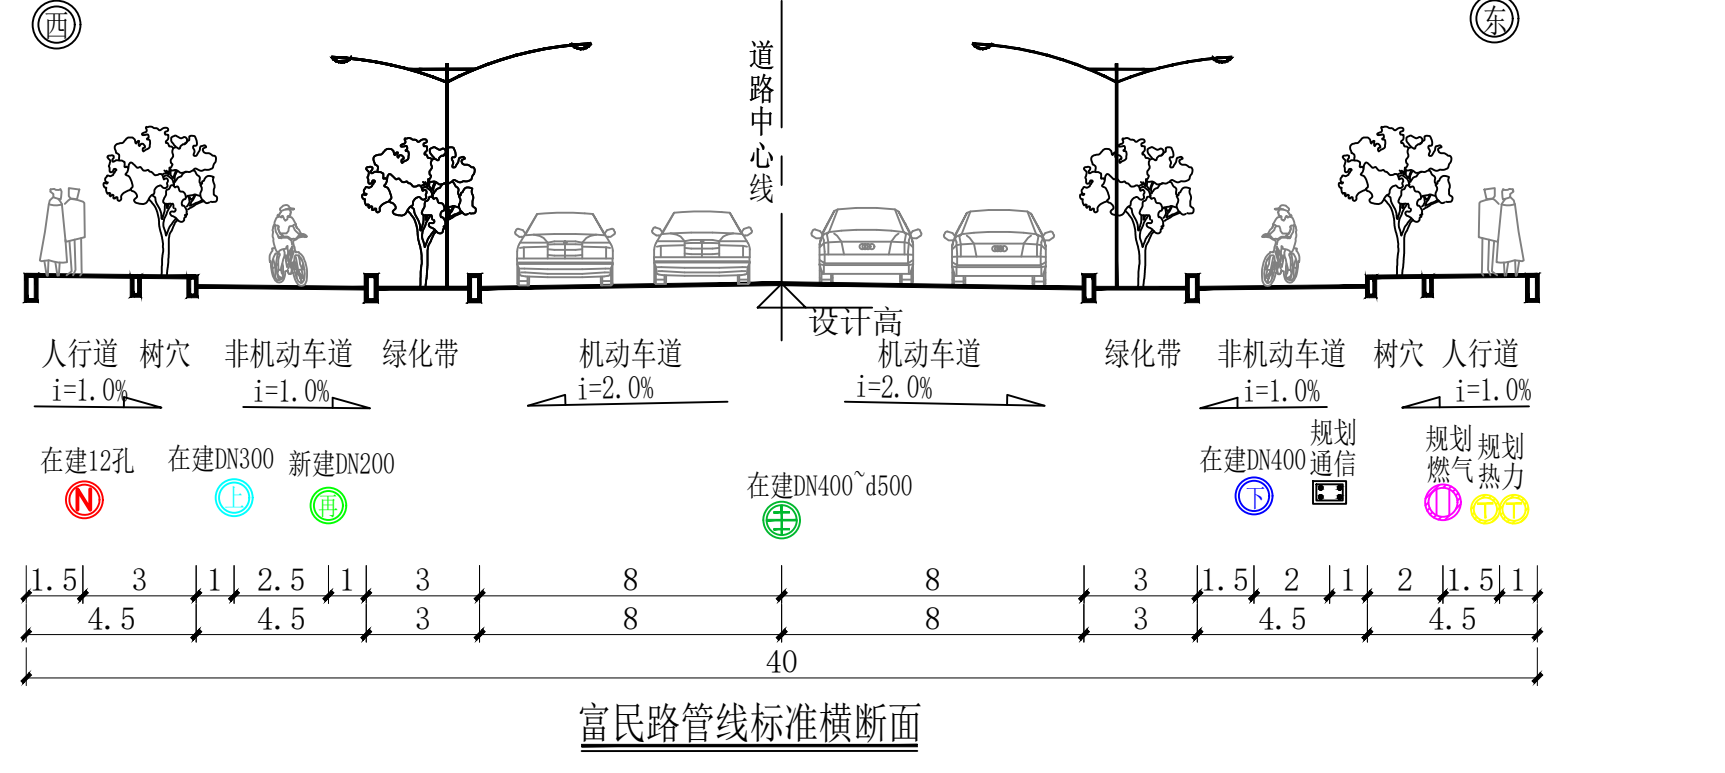 西
东
道路中心线
设计高
人行道 树穴 非机动车道 绿化带 机动车道 机动车道 绿化带 非机动车道 树穴 人行道
i=1.0% i=1.0% i=2.0% i=2.0% i=1.0% i=1.0%
在建12孔
N
在建DN300
上
新建DN200
再
在建DN400~d500
在建DN400
下
规划
通信
规划
燃气
规划
热力
T T
1.5 3 1 2.5 1 3 8 8 3 1.5 2 1 2 1.5 1
4.5 4.5 3 8 8 3 4.5 4.5
40
富民路管线标准横断面